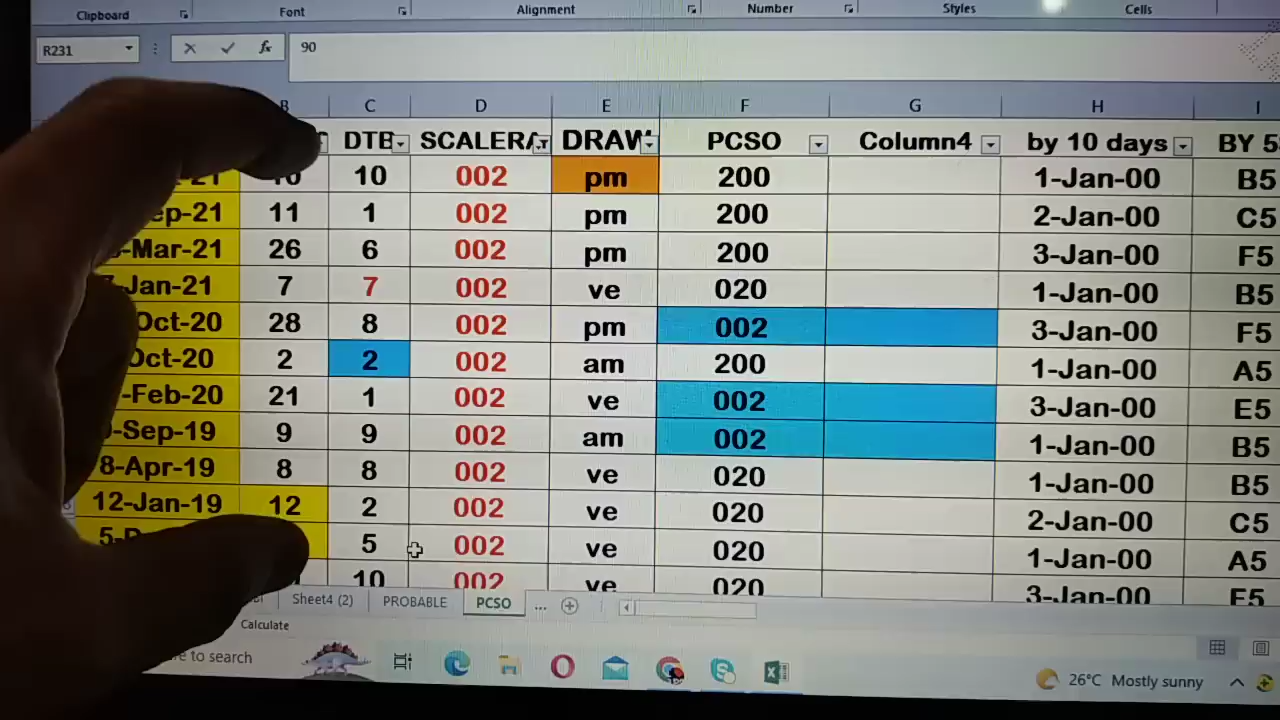 Clipboard Font Alignment Number Styles Cells
R231 fx 90
B C D E F G H I
DTB SCALER DRAW PCSO Column4 by 10 days BY 5
10 002 pm 200 1-Jan-00 B5
ep-21 11 1 002 pm 200 2-Jan-00 C5
-Mar-21 26 6 002 pm 200 3-Jan-00 F5
-Jan-21 7 7 002 ve 020 1-Jan-00 B5
Oct-20 28 8 002 pm 002 3-Jan-00 F5
Oct-20 2 2 002 am 200 1-Jan-00 A5
-Feb-20 21 1 002 ve 002 3-Jan-00 E5
-Sep-19 9 9 002 am 002 1-Jan-00 B5
8-Apr-19 8 8 002 ve 020 1-Jan-00 B5
12-Jan-19 12 2 002 ve 020 2-Jan-00 C5
5 002 ve 020 1-Jan-00 A5
10 002 ve 020 3-Jan-00 F5
Sheet4 (2) PROBABLE PCSO ...
Calculate
e to search 26°C Mostly sunny